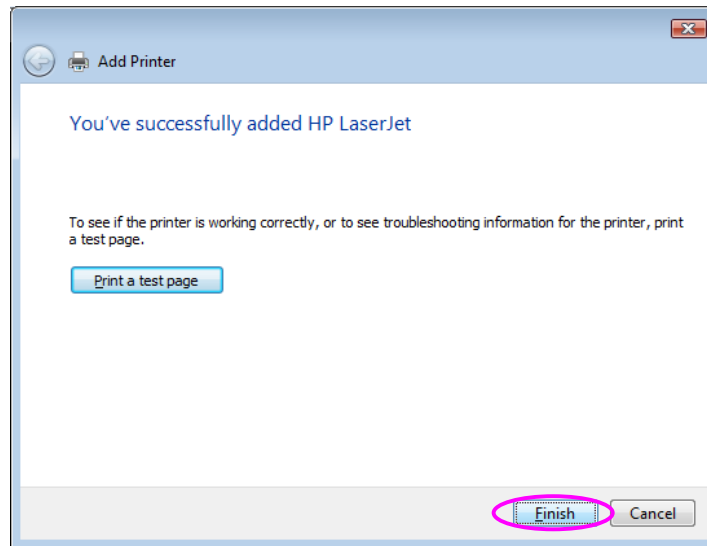 Add Printer
You've successfully added HP LaserJet
To see if the printer is working correctly, or to see troubleshooting information for the printer, print
a test page.
Print a test page
Finish Cancel